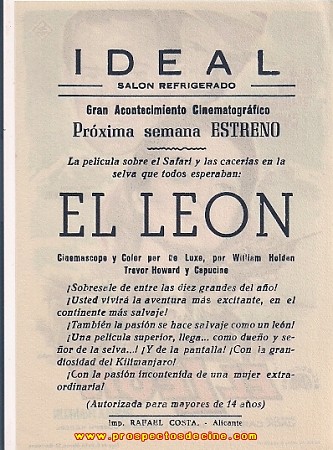 IDEAL
SALON REFRIGERADO
Gran Acontecimiento Cinematográfico
Próxima semana ESTRENO
La película sobre el Safari y las cacerías en la
selva que todos esperaban:
EL LEON
Cinemascope y Color por De Luxe, por William Holden
Trevor Howard y Capucine
¡Sobresele de entre las diez grandes del año!
¡Usted vivirá la aventura más excitante, en el
continente más salvaje!
¡También la pasión se hace salvaje como un león!
¡Una película superior, llega... como dueño y se-
ñor de la selva...! ¡Y de la pantalla! ¡Con la gran-
diosidad del Kilimanjaro!
¡Con la pasión incontenida de una mujer extra-
ordinaria!
(Autorizada para mayores de 14 años)
Imp. RAFAEL COSTA. - Alicante
www.prospectosdecine.com